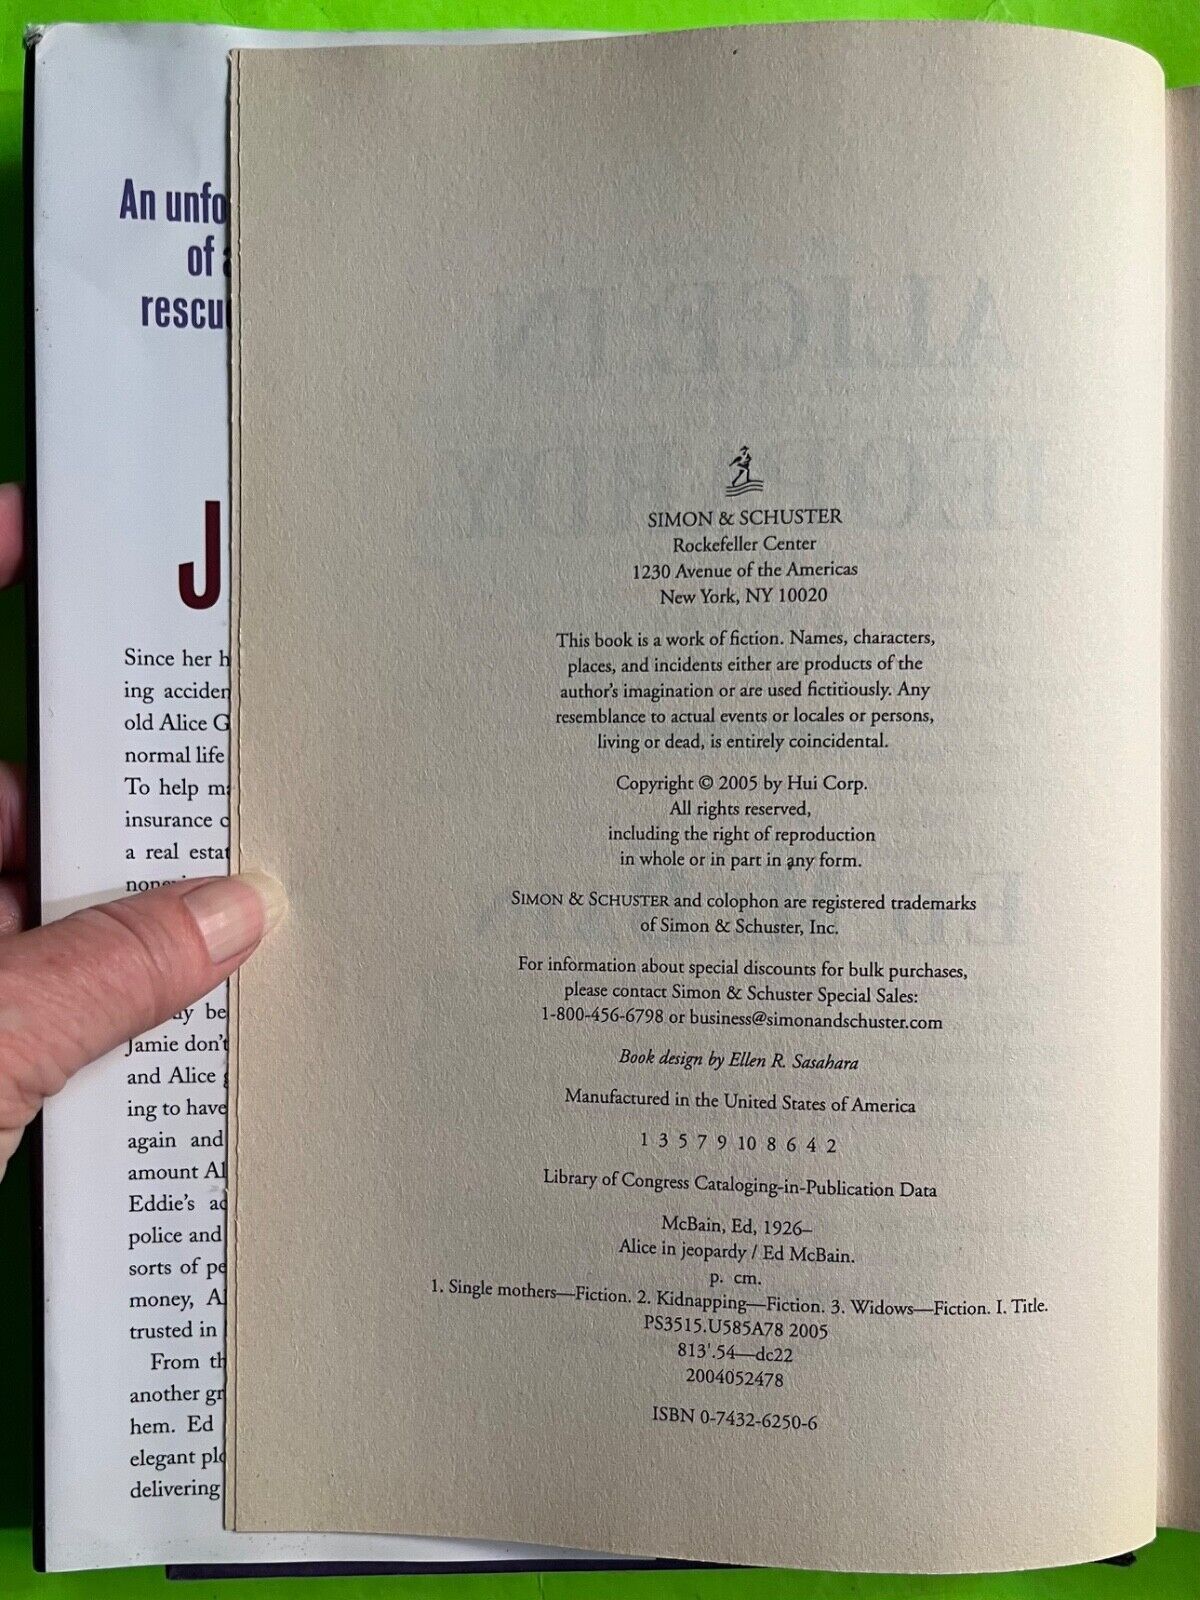 An unfo
of a
rescu
J
Since her h
ing acciden
old Alice G
normal life
To help ma
insurance c
a real estat
ay be
Jamie don't
and Alice g
ing to have
again and
amount Al
Eddie's ac
police and
sorts of pe
money, Al
trusted in
From th
another gr
hem. Ed
elegant plo
delivering
ALICE IN
JEOPARDY
SIMON & SCHUSTER
Rockefeller Center
1230 Avenue of the Americas
New York, NY 10020
This book is a work of fiction. Names, characters,
places, and incidents either are products of the
author's imagination or are used fictitiously. Any
resemblance to actual events or locales or persons,
living or dead, is entirely coincidental.
Copyright © 2005 by Hui Corp.
All rights reserved,
including the right of reproduction
in whole or in part in any form.
SIMON & SCHUSTER and colophon are registered trademarks
of Simon & Schuster, Inc.
For information about special discounts for bulk purchases,
please contact Simon & Schuster Special Sales:
1-800-456-6798 or business@simonandschuster.com
Book design by Ellen R. Sasahara
Manufactured in the United States of America
1 3 5 7 9 10 8 6 4 2
Library of Congress Cataloging-in-Publication Data
McBain, Ed, 1926–
Alice in jeopardy / Ed McBain.
p. cm.
1. Single mothers—Fiction. 2. Kidnapping—Fiction. 3. Widows—Fiction. I. Title.
PS3515.U585A78 2005
813'.54—dc22
2004052478
ISBN 0-7432-6250-6